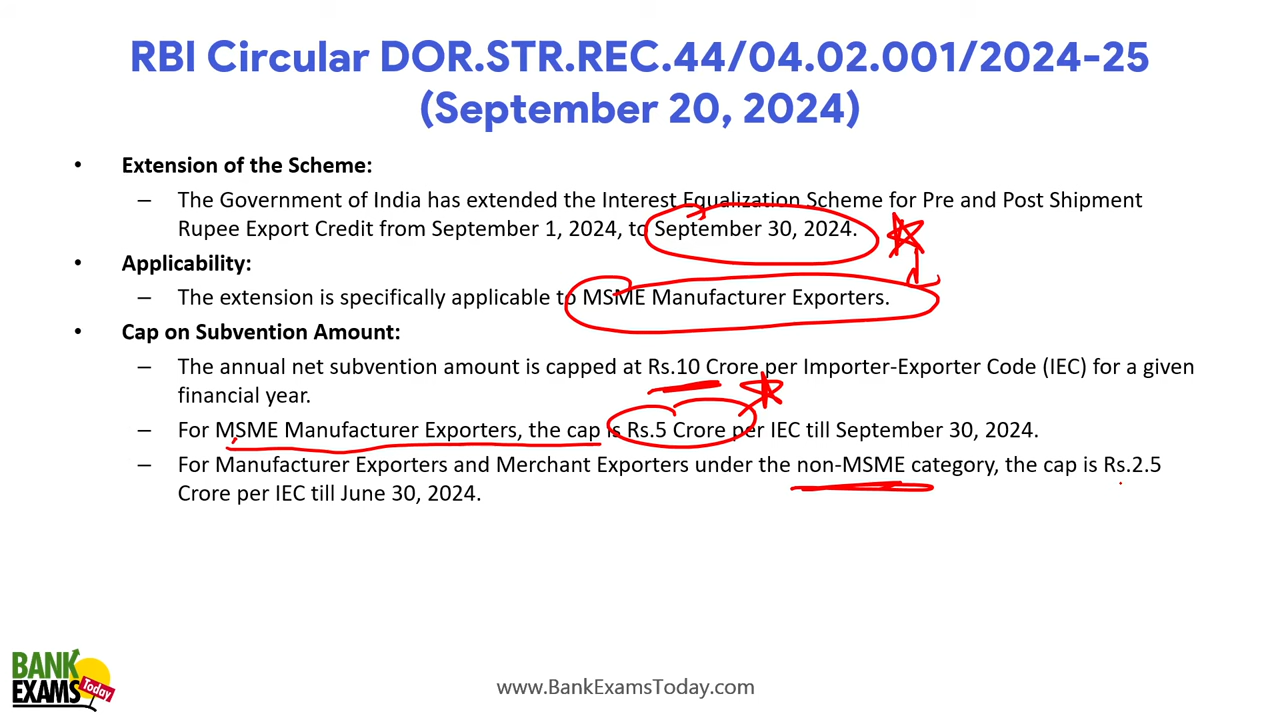 RBI Circular DOR.STR.REC.44/04.02.001/2024-25
(September 20, 2024)
• Extension of the Scheme:
– The Government of India has extended the Interest Equalization Scheme for Pre and Post Shipment
Rupee Export Credit from September 1, 2024, to September 30, 2024.
• Applicability:
– The extension is specifically applicable to MSME Manufacturer Exporters.
• Cap on Subvention Amount:
– The annual net subvention amount is capped at Rs.10 Crore per Importer-Exporter Code (IEC) for a given
financial year.
– For MSME Manufacturer Exporters, the cap is Rs.5 Crore per IEC till September 30, 2024.
– For Manufacturer Exporters and Merchant Exporters under the non-MSME category, the cap is Rs.2.5
Crore per IEC till June 30, 2024.
BANK
EXAMS
Today
www.BankExamsToday.com